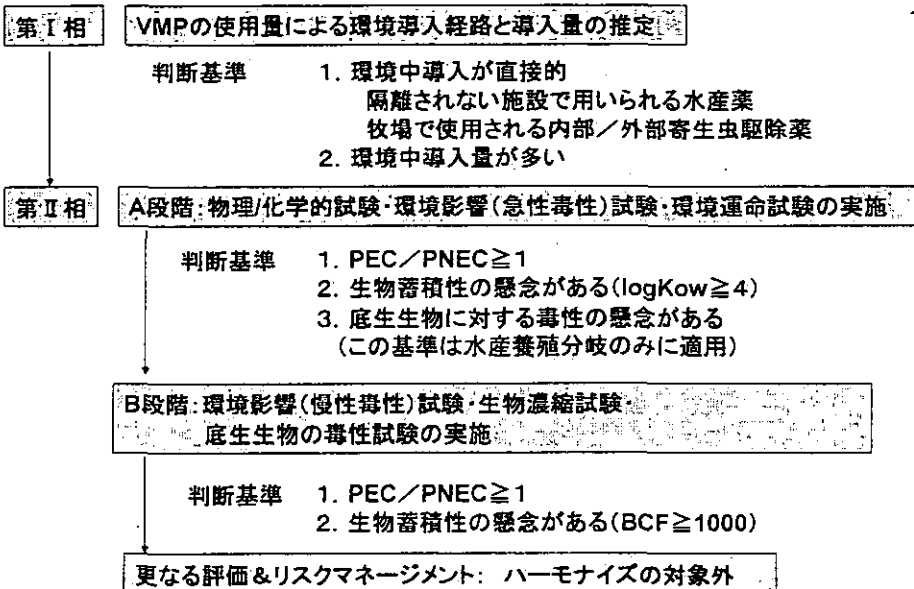 第Ⅰ相 VMPの使用量による環境導入経路と導入量の推定
判断基準 1. 環境中導入が直接的
隔離されない施設で用いられる水産薬
牧場で使用される内部／外部寄生虫駆除薬
2. 環境中導入量が多い
第Ⅱ相 A段階:物理/化学的試験・環境影響(急性毒性)試験・環境運命試験の実施
判断基準 1. PEC／PNEC≧1
2. 生物蓄積性の懸念がある(logKow≧4)
3. 底生生物に対する毒性の懸念がある
(この基準は水産養殖分岐のみに適用)
B段階:環境影響(慢性毒性)試験・生物濃縮試験・
底生生物の毒性試験の実施
判断基準 1. PEC／PNEC≧1
2. 生物蓄積性の懸念がある(BCF≧1000)
更なる評価＆リスクマネージメント: ハーモナイズの対象外